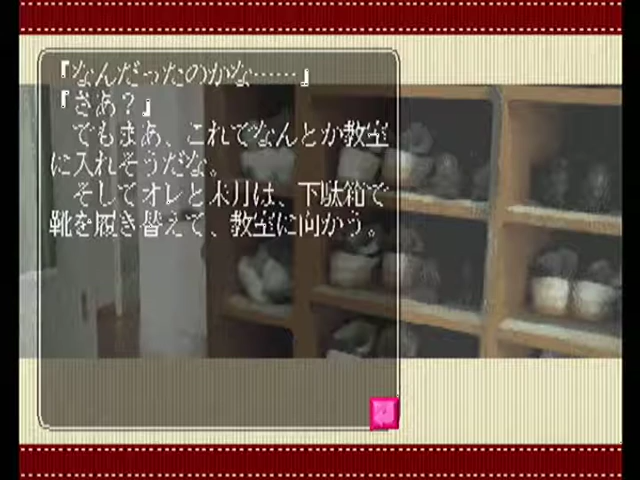 『なんだったのかな……』
『さあ？』
　でもまあ、これでなんとか教室
に入れそうだな。
　そしてオレと未月は、下駄箱で
靴を履き替えて、教室に向かう。